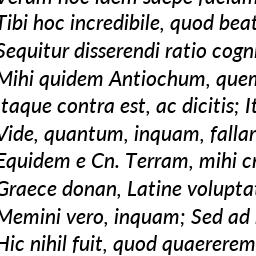 Verum hoc idem saepe faciamus
Tibi hoc incredibile, quod beat
Sequitur disserendi ratio cogni
Mihi quidem Antiochum, quem
Itaque contra est, ac dicitis; It
Vide, quantum, inquam, fallar
Equidem e Cn. Terram, mihi cr
Graece donan, Latine voluptat
Memini vero, inquam; Sed ad
Hic nihil fuit, quod quaererem